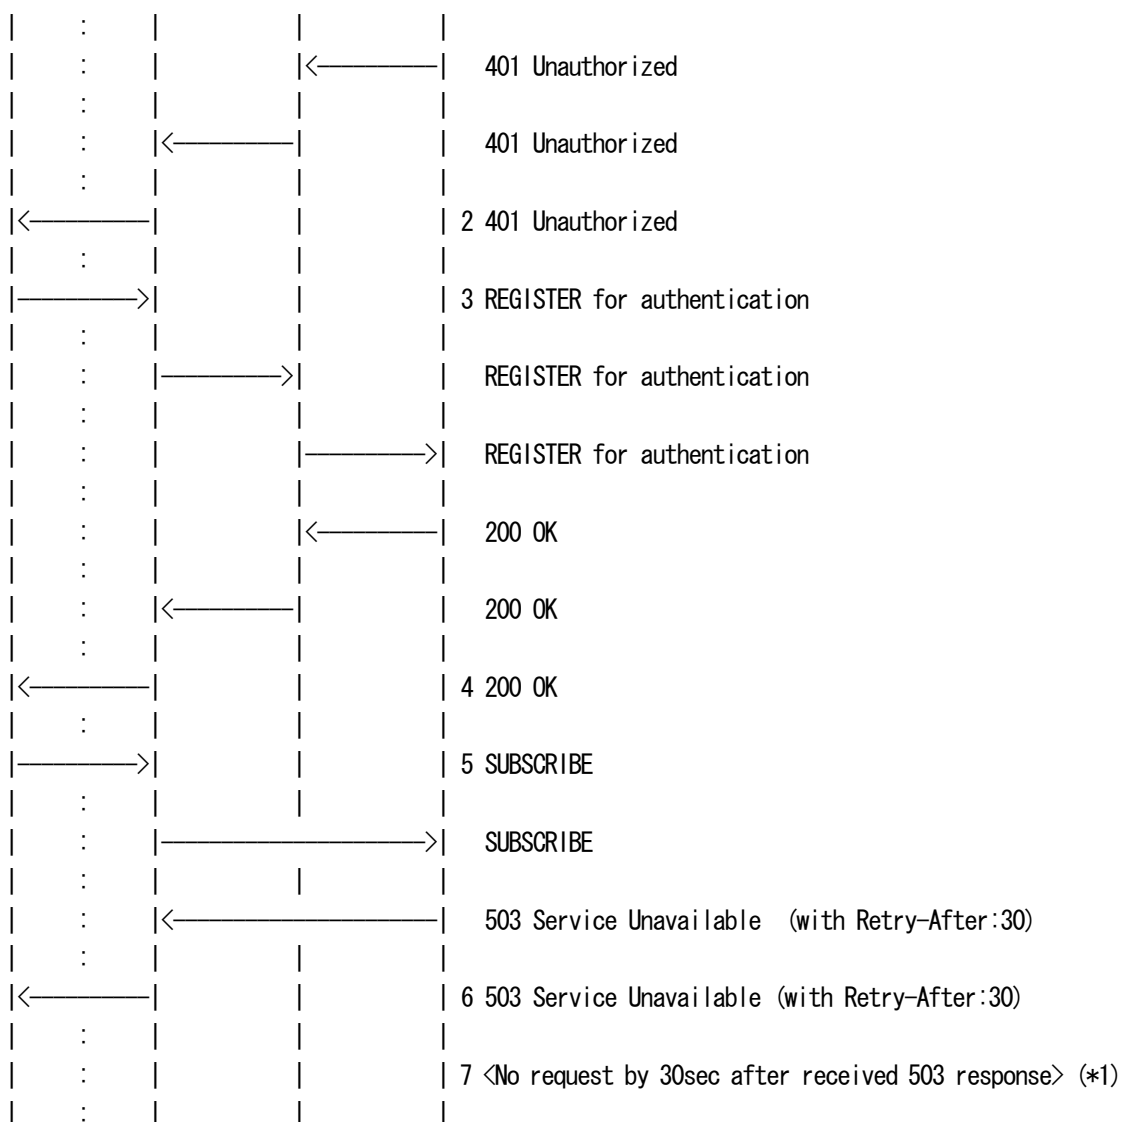 401 Unauthorized
401 Unauthorized
2 401 Unauthorized
3 REGISTER for authentication
REGISTER for authentication
REGISTER for authentication
200 OK
200 OK
4 200 OK
5 SUBSCRIBE
SUBSCRIBE
503 Service Unavailable (with Retry-After:30)
6 503 Service Unavailable (with Retry-After:30)
7 <No request by 30sec after received 503 response> (*1)